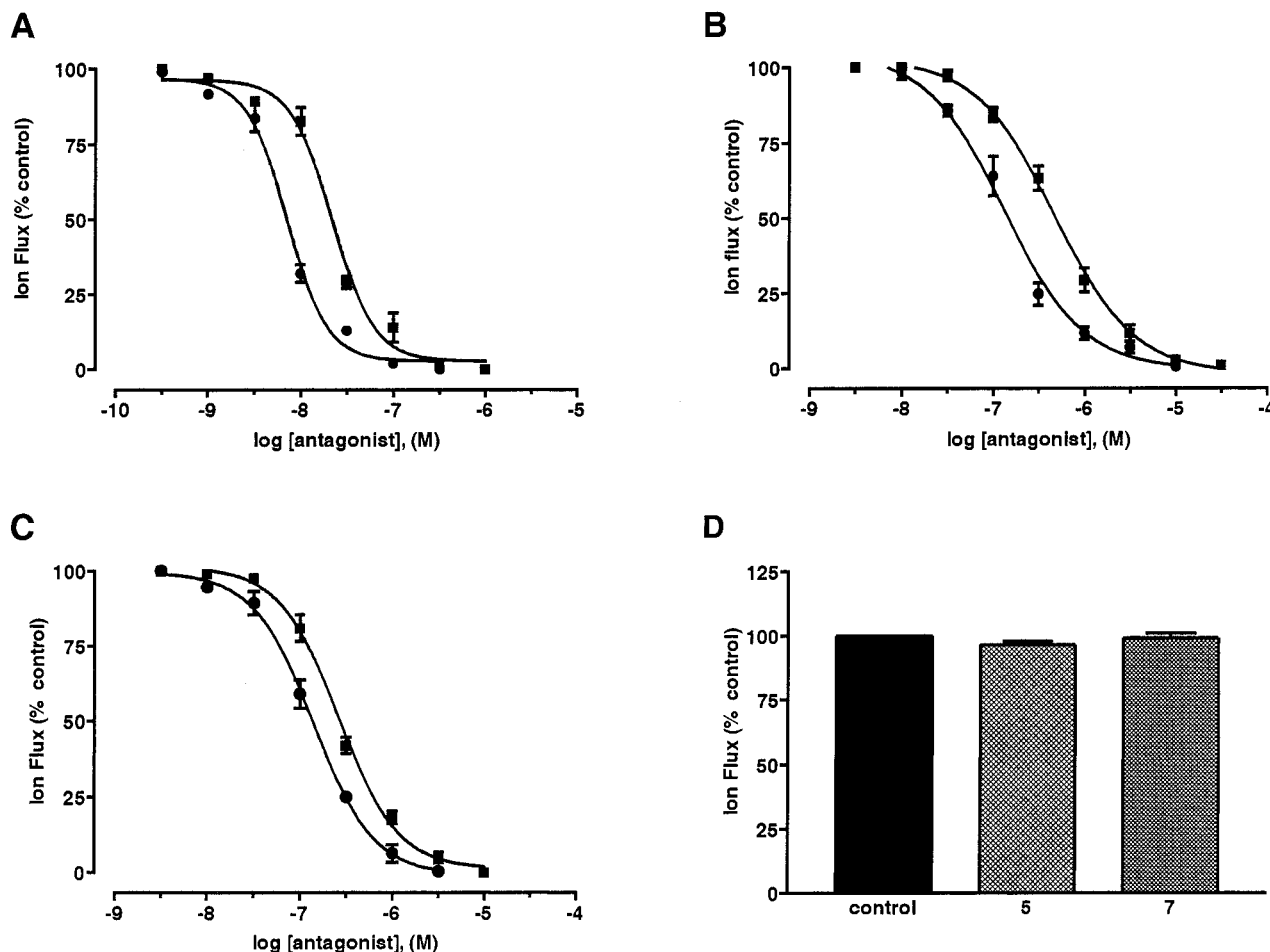 A
Ion Flux (% control)
100
75
50
25
0
-10 -9 -8 -7 -6 -5
log [antagonist], (M)
B
Ion flux (% control)
100
75
50
25
0
-9 -8 -7 -6 -5 -4
log [antagonist], (M)
C
Ion Flux (% control)
100
75
50
25
0
-9 -8 -7 -6 -5 -4
log [antagonist], (M)
D
Ion Flux (% control)
125
100
75
50
25
0
control 5 7